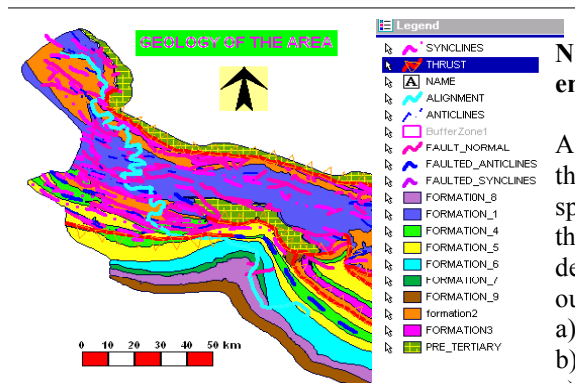 GEOLOGY OF THE AREA
0 10 20 30 40 50 km
Legend
SYNCLINES
THRUST
A NAME
ALIGNMENT
ANTICLINES
BufferZone1
FAULT_NORMAL
FAULTED_ANTICLINES
FAULTED_SYNCLINES
FORMATION_8
FORMATION_1
FORMATION_4
FORMATION_5
FORMATION_6
FORMATION_7
FORMATION_9
formation2
FORMATION3
PRE_TERTIARY
N
en
A
th
sp
th
de
ou
a)
b)